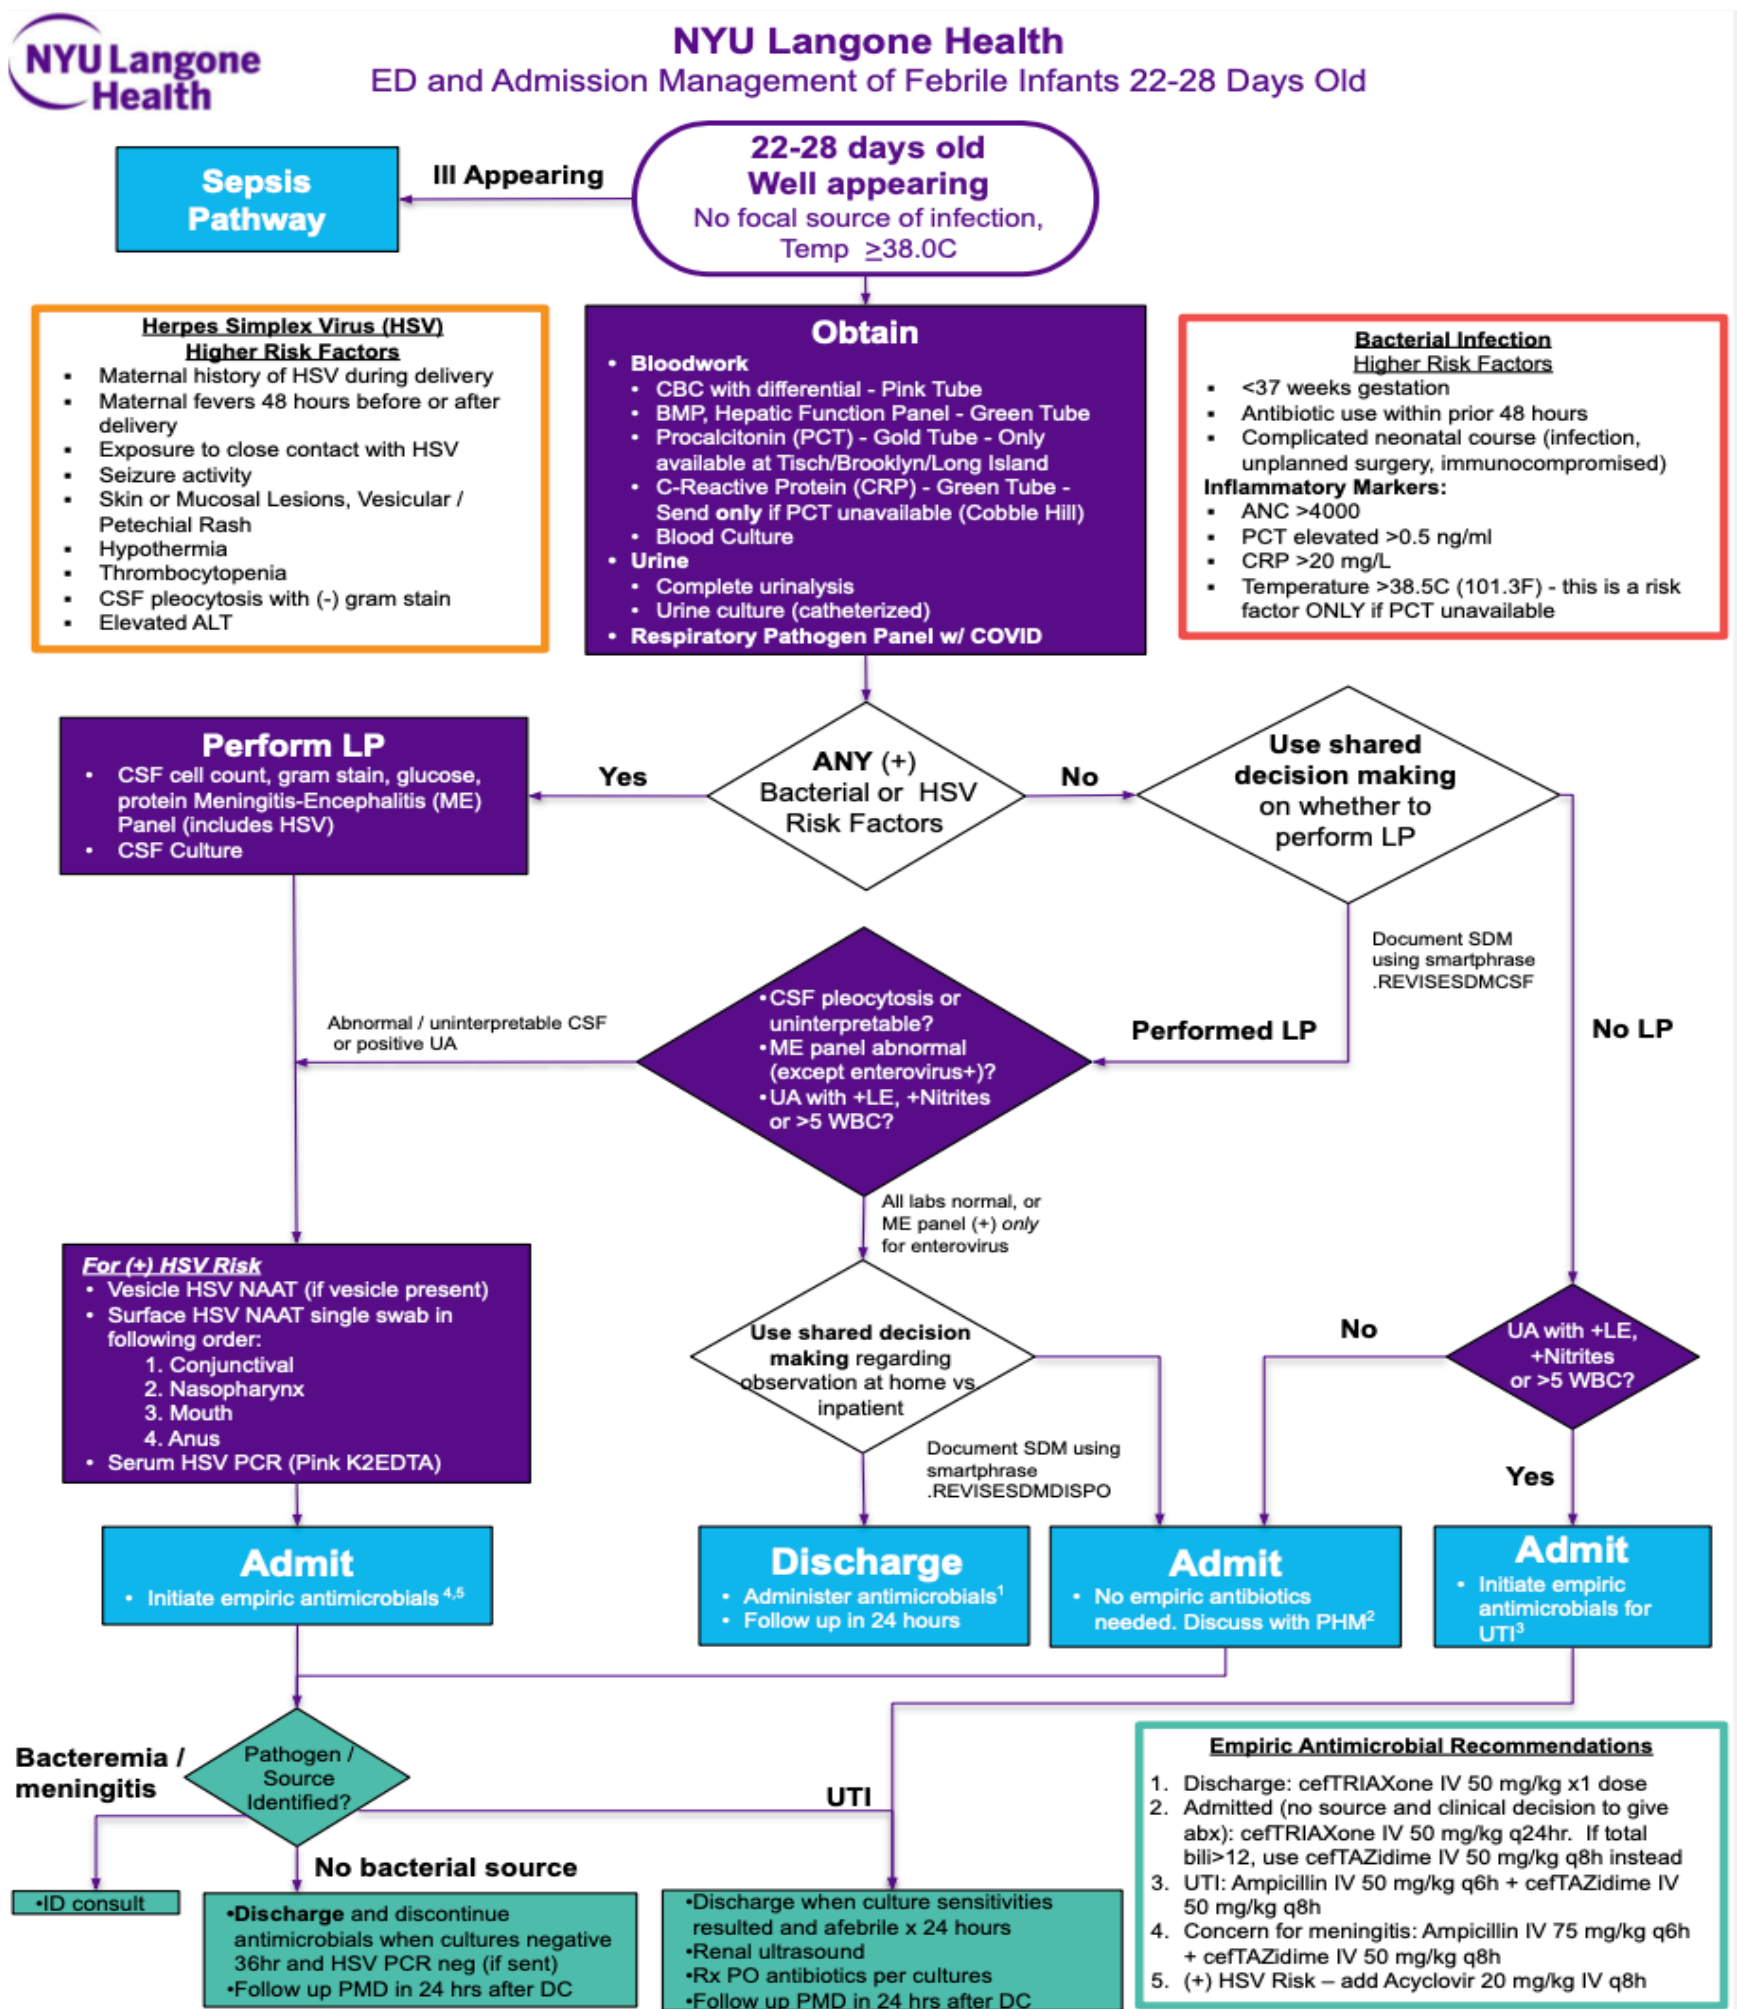 NYU Langone
Health
NYU Langone Health
ED and Admission Management of Febrile Infants 22-28 Days Old
22-28 days old
Well appearing
No focal source of infection,
Temp ≥38.0C
Ill Appearing
Sepsis
Pathway
Herpes Simplex Virus (HSV)
Higher Risk Factors
▪ Maternal history of HSV during delivery
▪ Maternal fevers 48 hours before or after
delivery
▪ Exposure to close contact with HSV
▪ Seizure activity
▪ Skin or Mucosal Lesions, Vesicular /
Petechial Rash
▪ Hypothermia
▪ Thrombocytopenia
▪ CSF pleocytosis with (-) gram stain
▪ Elevated ALT
Obtain
• Bloodwork
• CBC with differential - Pink Tube
• BMP, Hepatic Function Panel - Green Tube
• Procalcitonin (PCT) - Gold Tube - Only
available at Tisch/Brooklyn/Long Island
• C-Reactive Protein (CRP) - Green Tube -
Send only if PCT unavailable (Cobble Hill)
• Blood Culture
• Urine
• Complete urinalysis
• Urine culture (catheterized)
• Respiratory Pathogen Panel w/ COVID
Bacterial Infection
Higher Risk Factors
▪ <37 weeks gestation
▪ Antibiotic use within prior 48 hours
▪ Complicated neonatal course (infection,
unplanned surgery, immunocompromised)
Inflammatory Markers:
▪ ANC >4000
▪ PCT elevated >0.5 ng/ml
▪ CRP >20 mg/L
▪ Temperature >38.5C (101.3F) - this is a risk
factor ONLY if PCT unavailable
ANY (+)
Bacterial or HSV
Risk Factors
Yes
No
Perform LP
• CSF cell count, gram stain, glucose,
protein Meningitis-Encephalitis (ME)
Panel (includes HSV)
• CSF Culture
Use shared
decision making
on whether to
perform LP
Document SDM
using smartphrase
.REVISESDMCSF
Performed LP
No LP
•CSF pleocytosis or
uninterpretable?
•ME panel abnormal
(except enterovirus+)?
•UA with +LE, +Nitrites
or >5 WBC?
Abnormal / uninterpretable CSF
or positive UA
All labs normal, or
ME panel (+) only
for enterovirus
For (+) HSV Risk
• Vesicle HSV NAAT (if vesicle present)
• Surface HSV NAAT single swab in
following order:
1. Conjunctival
2. Nasopharynx
3. Mouth
4. Anus
• Serum HSV PCR (Pink K2EDTA)
Use shared decision
making regarding
observation at home vs.
inpatient
Document SDM using
smartphrase
.REVISESDMDISPO
No
UA with +LE,
+Nitrites
or >5 WBC?
Yes
Admit
• Initiate empiric antimicrobials 4,5
Discharge
• Administer antimicrobials1
• Follow up in 24 hours
Admit
• No empiric antibiotics
needed. Discuss with PHM2
Admit
• Initiate empiric
antimicrobials for
UTI3
Pathogen /
Source
Identified?
Bacteremia /
meningitis
No bacterial source
UTI
•ID consult
•Discharge and discontinue
antimicrobials when cultures negative
36hr and HSV PCR neg (if sent)
•Follow up PMD in 24 hrs after DC
•Discharge when culture sensitivities
resulted and afebrile x 24 hours
•Renal ultrasound
•Rx PO antibiotics per cultures
•Follow up PMD in 24 hrs after DC
Empiric Antimicrobial Recommendations
1. Discharge: cefTRIAXone IV 50 mg/kg x1 dose
2. Admitted (no source and clinical decision to give
abx): cefTRIAXone IV 50 mg/kg q24hr. If total
bili>12, use cefTAZidime IV 50 mg/kg q8h instead
3. UTI: Ampicillin IV 50 mg/kg q6h + cefTAZidime IV
50 mg/kg q8h
4. Concern for meningitis: Ampicillin IV 75 mg/kg q6h
+ cefTAZidime IV 50 mg/kg q8h
5. (+) HSV Risk – add Acyclovir 20 mg/kg IV q8h